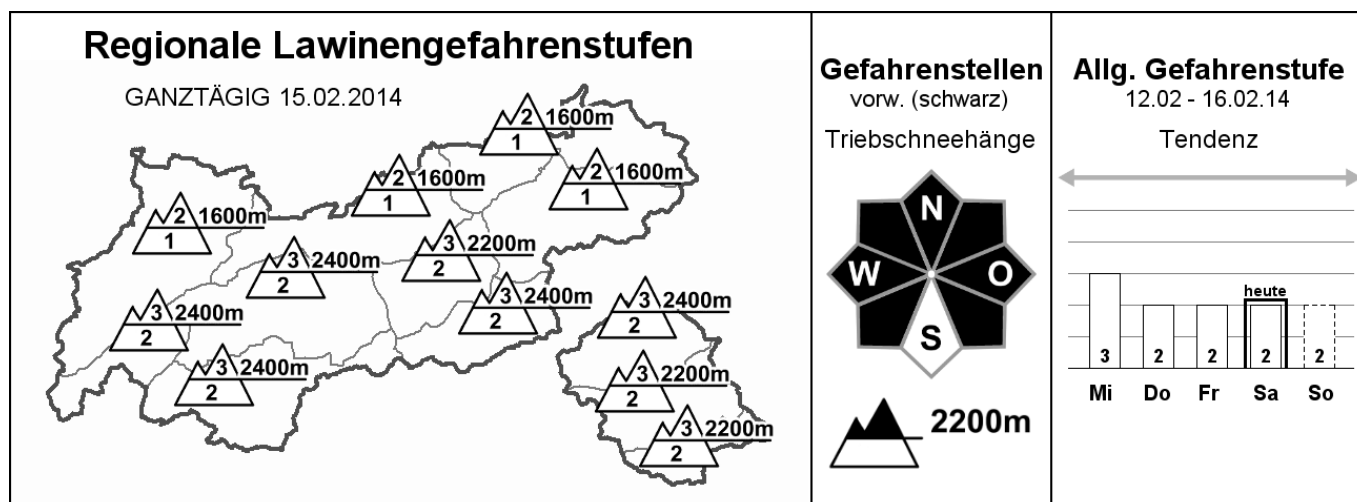 Regionale Lawinengefahrenstufen
GANZTÄGIG 15.02.2014
2 1600m
1
2 1600m
1
2 1600m
1
2 1600m
1
3 2200m
2
3 2400m
2
3 2400m
2
3 2400m
2
3 2400m
2
3 2400m
2
3 2200m
2
3 2200m
2
Gefahrenstellen
vorw. (schwarz)
Triebschneehänge
N
W O
S
2200m
Allg. Gefahrenstufe
12.02 - 16.02.14
Tendenz
heute
3 2 2 2 2
Mi Do Fr Sa So